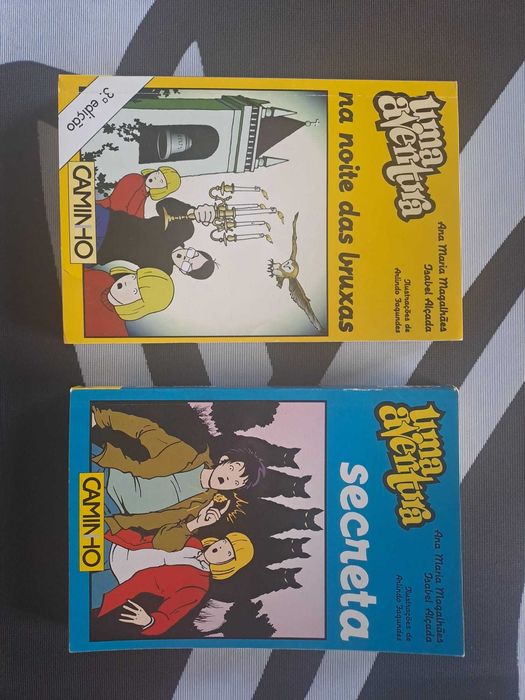 Ana Maria Magalhães
Isabel Alçada
Ilustrações de
Arlindo Fagundes
uma
aventura
na noite das bruxas
3.ª edição
CAMINHO
Ana Maria Magalhães
Isabel Alçada
Ilustrações de
Arlindo Fagundes
uma
aventura
secreta
CAMINHO